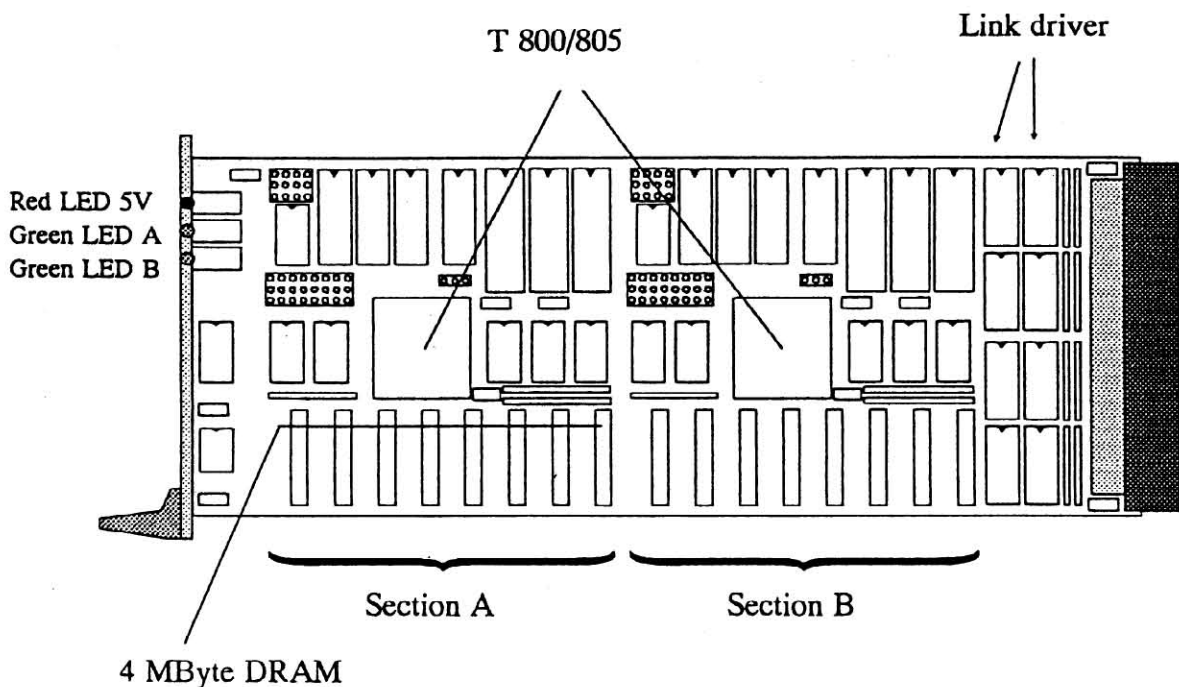 T 800/805
Link driver
Red LED 5V
Green LED A
Green LED B
Section A
Section B
4 MByte DRAM